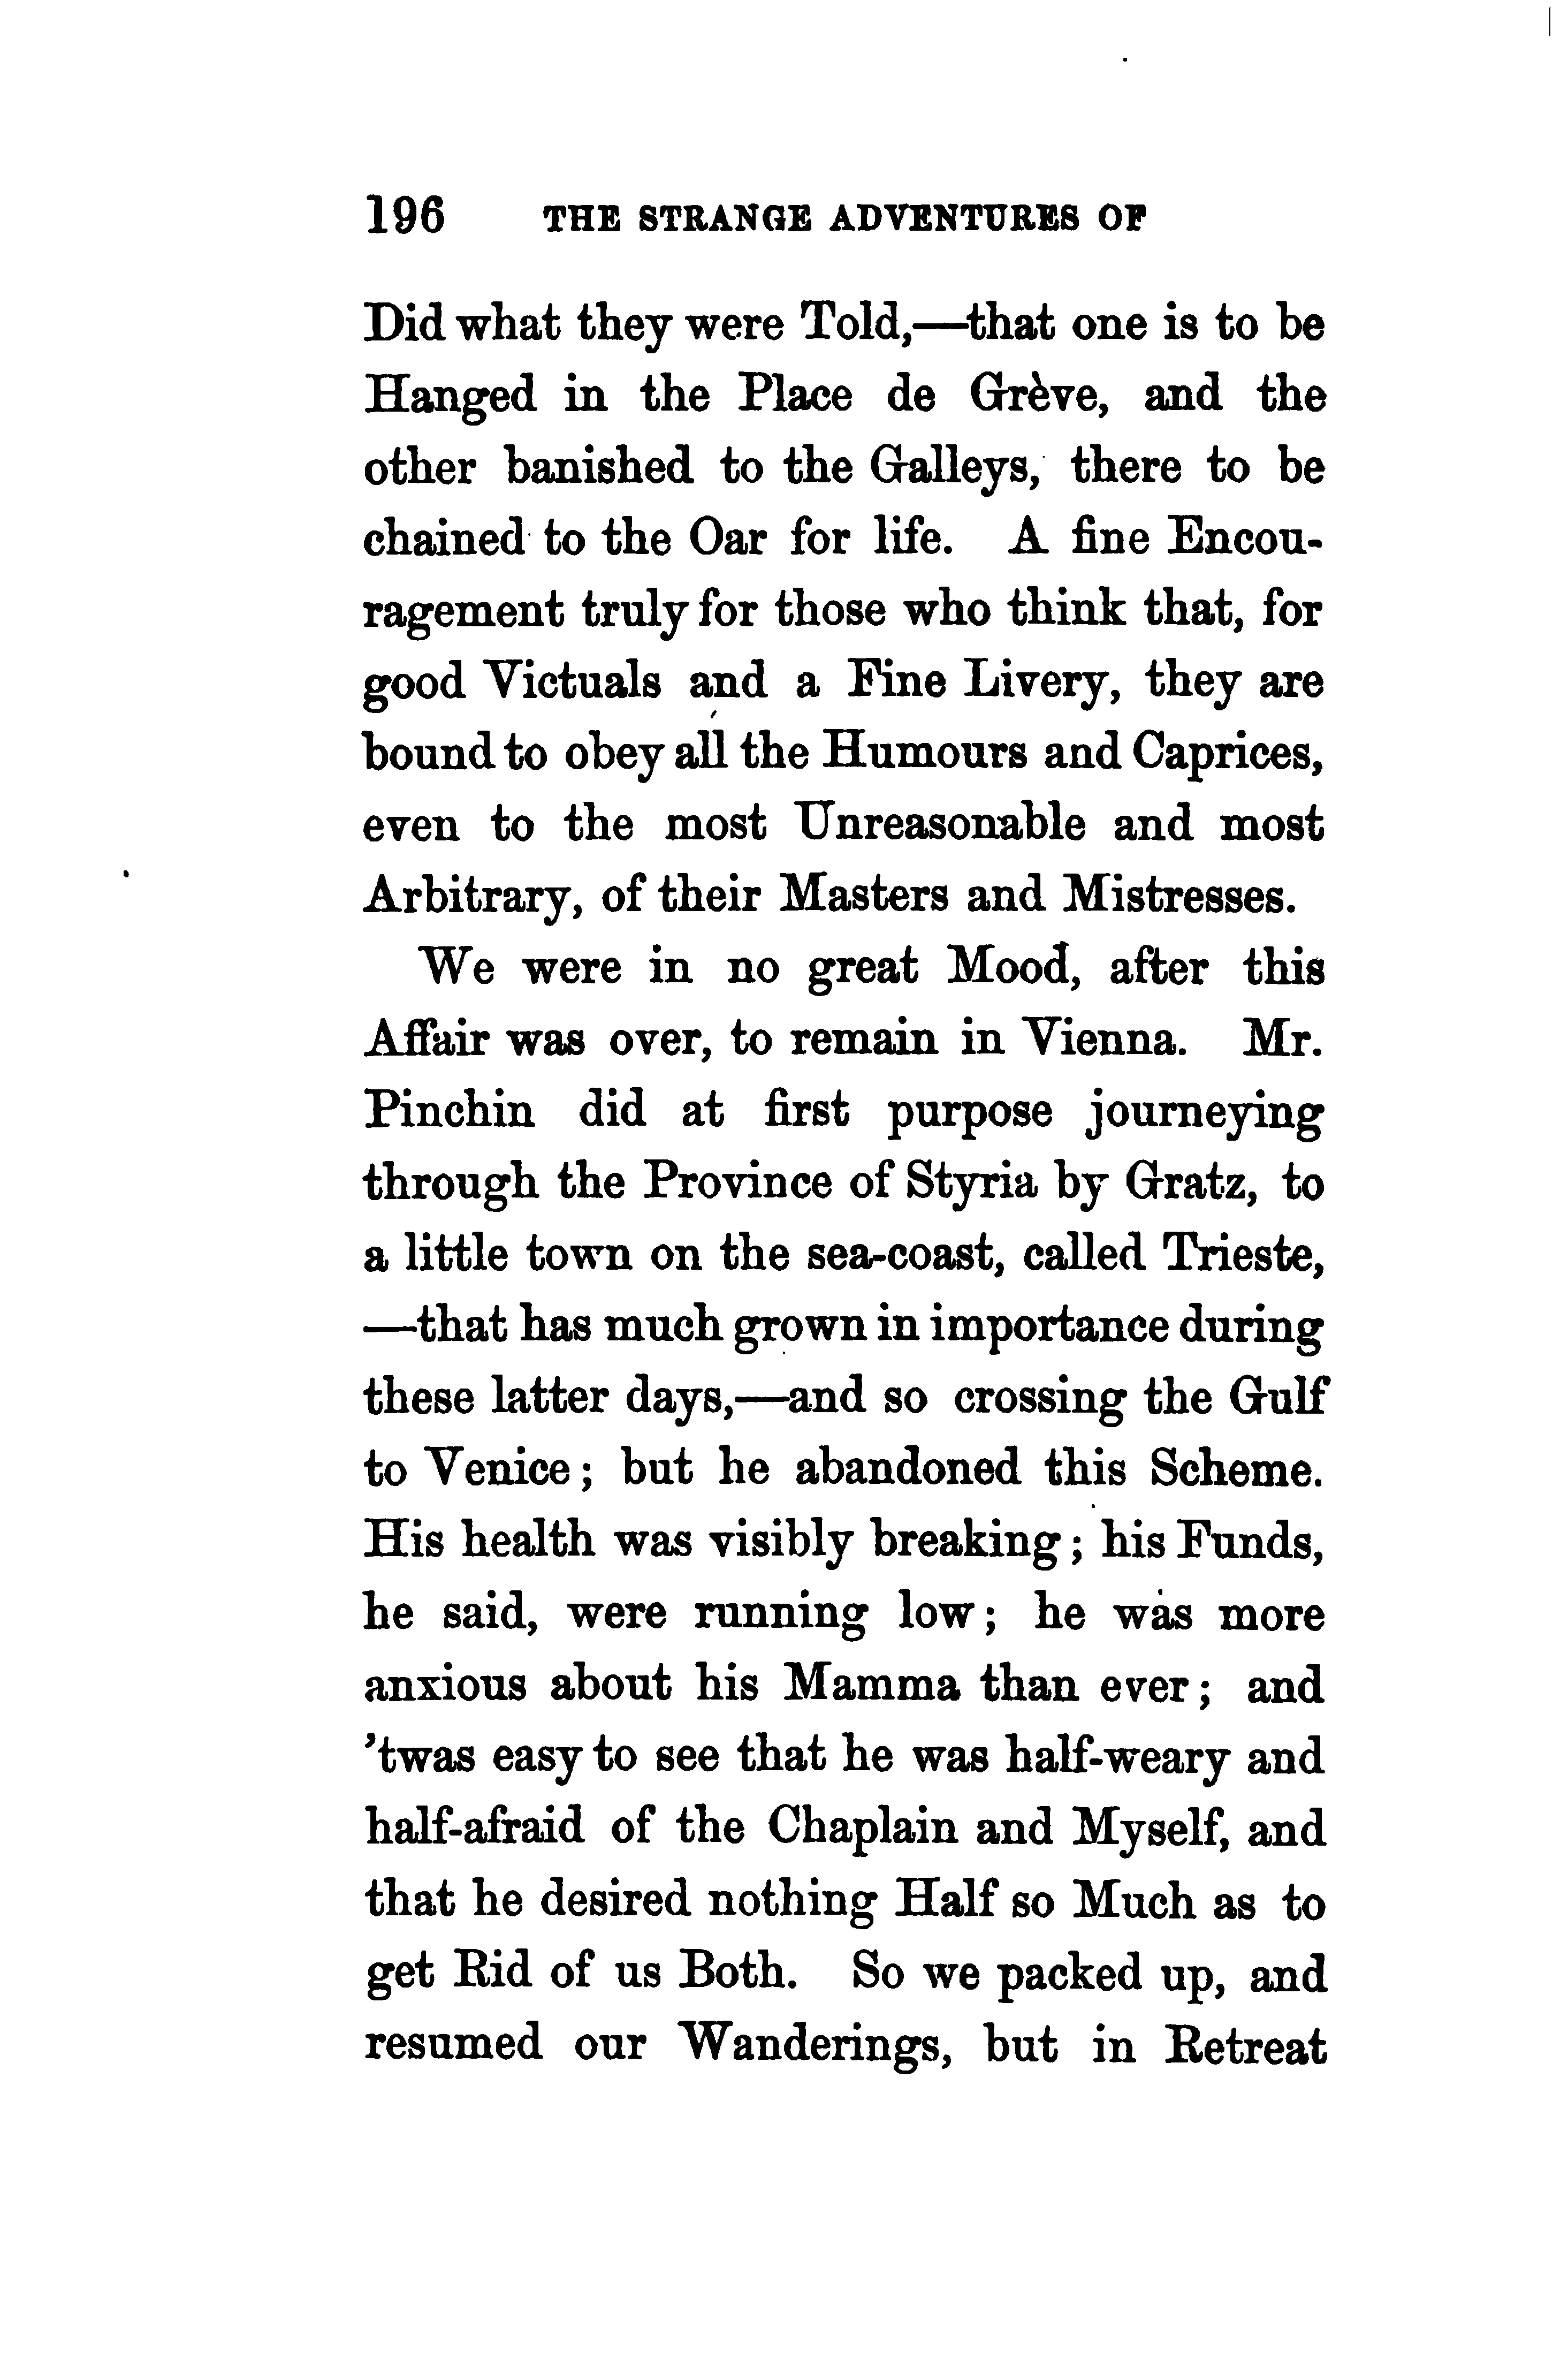 196 THE STRANGE ADVENTURES OF
Did what they were Told,—that one is to be
Hanged in the Place de Grève, and the
other banished to the Galleys, there to be
chained to the Oar for life. A fine Encou-
ragement truly for those who think that, for
good Victuals and a Fine Livery, they are
bound to obey all the Humours and Caprices,
even to the most Unreasonable and most
Arbitrary, of their Masters and Mistresses.
We were in no great Mood, after this
Affair was over, to remain in Vienna. Mr.
Pinchin did at first purpose journeying
through the Province of Styria by Gratz, to
a little town on the sea-coast, called Trieste,
—that has much grown in importance during
these latter days,—and so crossing the Gulf
to Venice; but he abandoned this Scheme.
His health was visibly breaking; his Funds,
he said, were running low; he was more
anxious about his Mamma than ever; and
’twas easy to see that he was half-weary and
half-afraid of the Chaplain and Myself, and
that he desired nothing Half so Much as to
get Rid of us Both. So we packed up, and
resumed our Wanderings, but in Retreat